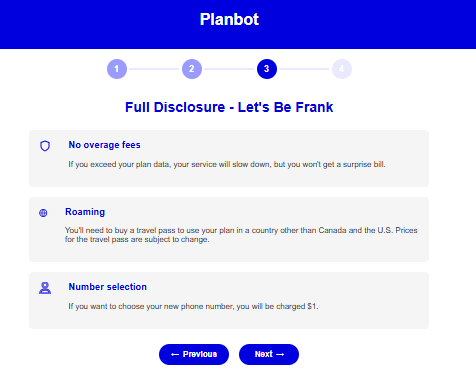 Planbot
1 2 3 4
Full Disclosure - Let's Be Frank
No overage fees
If you exceed your plan data, your service will slow down, but you won't get a surprise bill.
Roaming
You'll need to buy a travel pass to use your plan in a country other than Canada and the U.S. Prices
for the travel pass are subject to change.
Number selection
If you want to choose your new phone number, you will be charged $1.
← Previous Next →